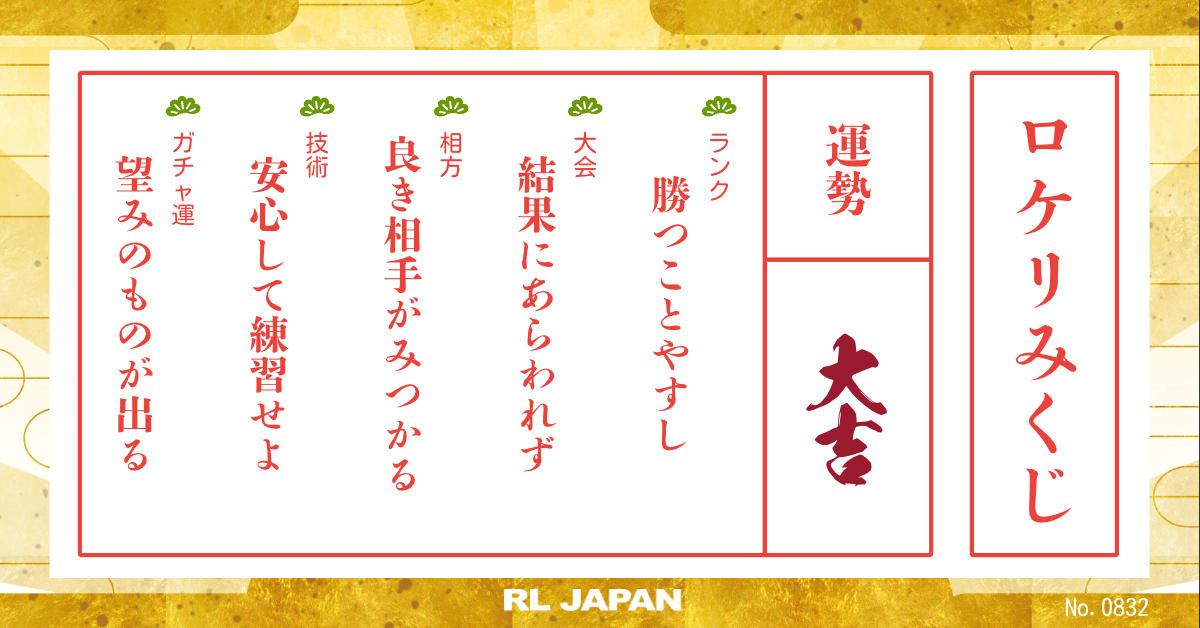 ロケリみくじ
運勢
大吉
ランク
勝つことやすし
大会
結果にあらわれず
相方
良き相手がみつかる
技術
安心して練習せよ
ガチャ運
望みのものが出る
RL JAPAN
No. 0832